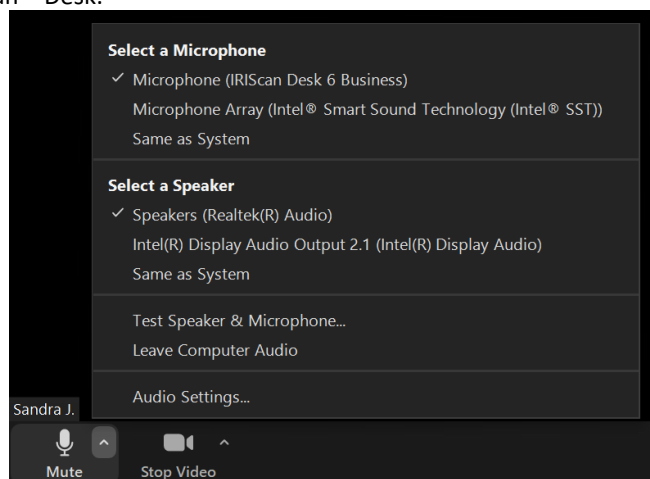 Desk.
Select a Microphone
✓ Microphone (IRIScan Desk 6 Business)
Microphone Array (Intel® Smart Sound Technology (Intel® SST))
Same as System
Select a Speaker
✓ Speakers (Realtek(R) Audio)
Intel(R) Display Audio Output 2.1 (Intel(R) Display Audio)
Same as System
Test Speaker & Microphone...
Leave Computer Audio
Audio Settings...
Sandra J.
Mute Stop Video